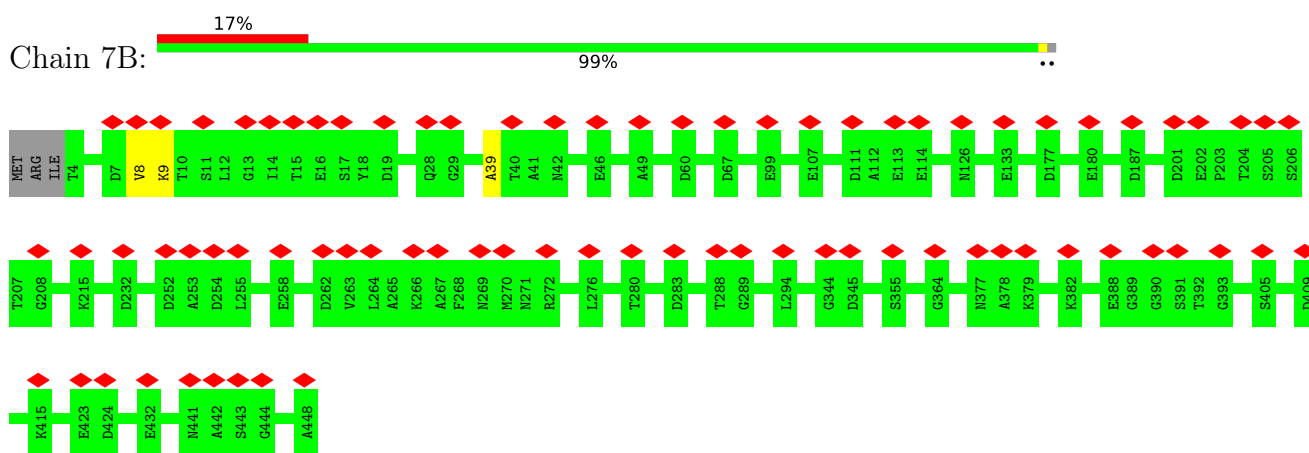 17%
Chain 7B:
99%
••
MET ARG ILE T4 D7 V8 K9 T10 S11 L12 G13 I14 T15 E16 S17 Y18 D19 Q28 G29 A39 T40 A41 N42 E46 A49 D60 D67 E99 E107 D111 A112 E113 E114 N126 E133 D177 E180 D187 D201 E202 P203 T204 S205 S206
T207 G208 K215 D232 D252 A253 D254 L255 E258 D262 V263 L264 A265 K266 A267 F268 N269 M270 N271 R272 L276 T280 D283 T288 G289 L294 G344 D345 S355 G364 N377 A378 K379 K382 E388 G389 G390 S391 T392 G393 S405 D409
K415 E423 D424 E432 N441 A442 S443 G444 A448